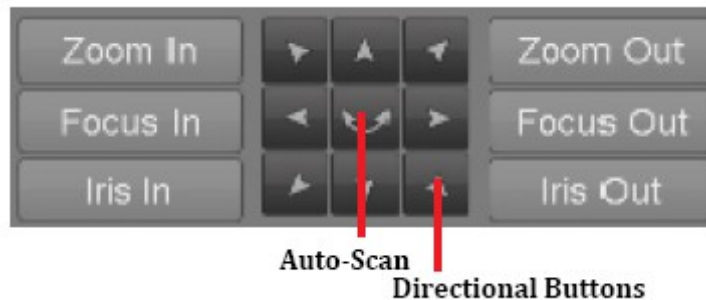 Zoom In
Zoom Out
Focus In
Focus Out
Iris In
Iris Out
Auto-Scan
Directional Buttons